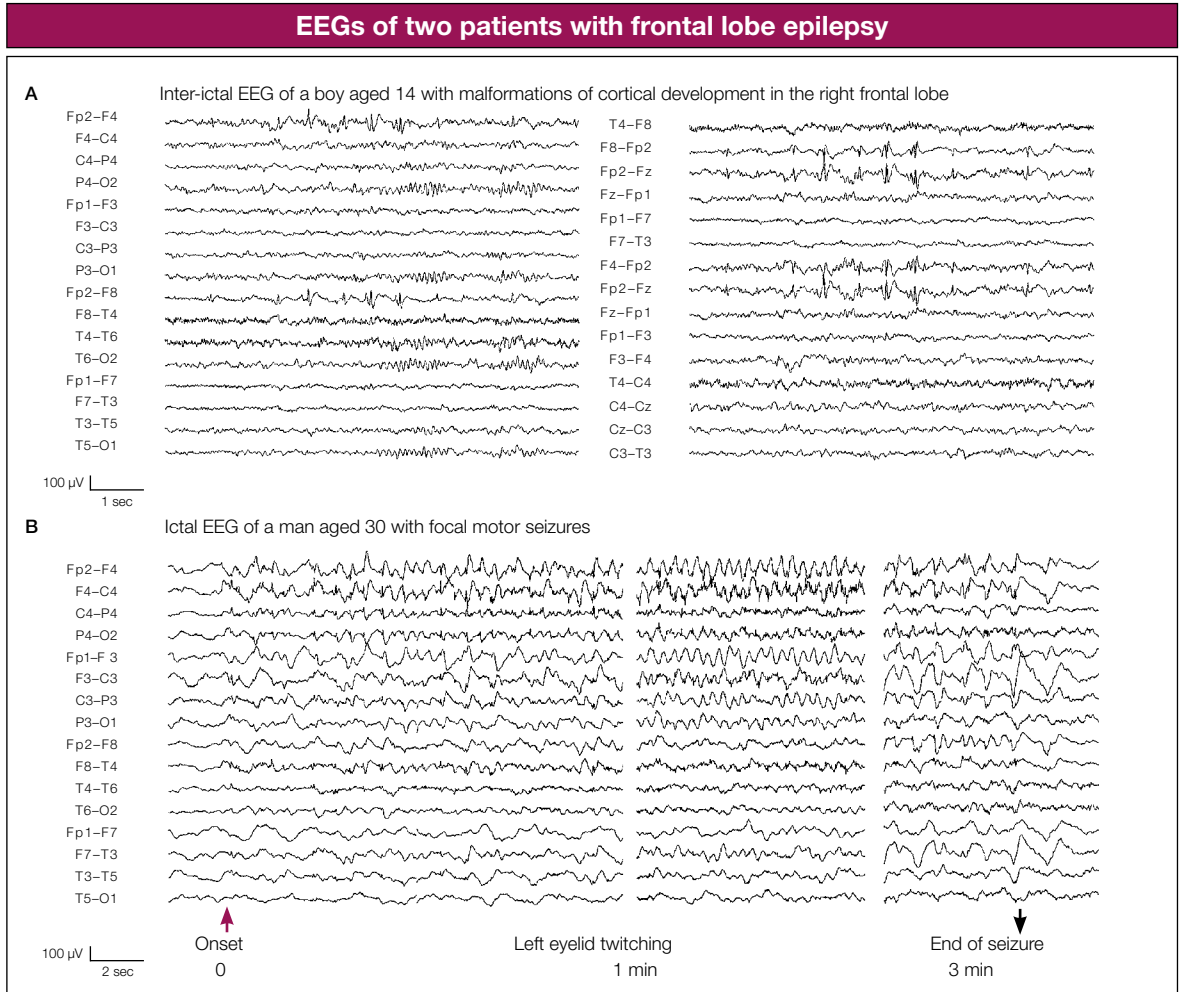 EEGs of two patients with frontal lobe epilepsy
A
Inter-ictal EEG of a boy aged 14 with malformations of cortical development in the right frontal lobe
Fp2–F4
F4–C4
C4–P4
P4–O2
Fp1–F3
F3–C3
C3–P3
P3–O1
Fp2–F8
F8–T4
T4–T6
T6–O2
Fp1–F7
F7–T3
T3–T5
T5–O1
T4–F8
F8–Fp2
Fp2–Fz
Fz–Fp1
Fp1–F7
F7–T3
F4–Fp2
Fp2–Fz
Fz–Fp1
Fp1–F3
F3–F4
T4–C4
C4–Cz
Cz–C3
C3–T3
100 µV
1 sec
B
Ictal EEG of a man aged 30 with focal motor seizures
Fp2–F4
F4–C4
C4–P4
P4–O2
Fp1–F 3
F3–C3
C3–P3
P3–O1
Fp2–F8
F8–T4
T4–T6
T6–O2
Fp1–F7
F7–T3
T3–T5
T5–O1
100 µV
2 sec
Onset
0
Left eyelid twitching
1 min
End of seizure
3 min